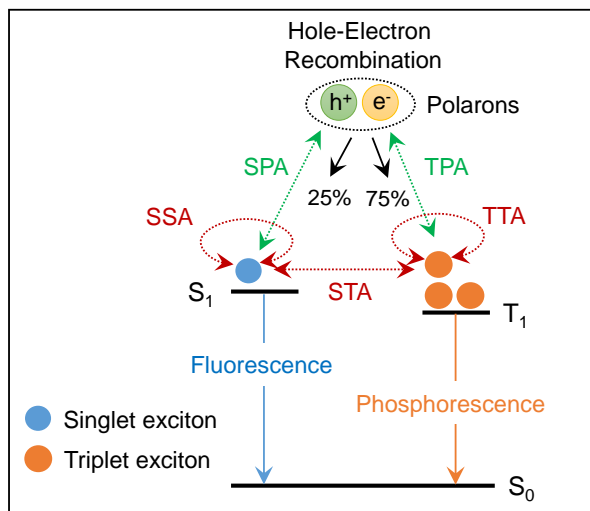 Hole-Electron
Recombination
h⁺ e⁻
Polarons
SPA
TPA
25% 75%
SSA
TTA
STA
S₁
T₁
Fluorescence
Phosphorescence
Singlet exciton
Triplet exciton
S₀